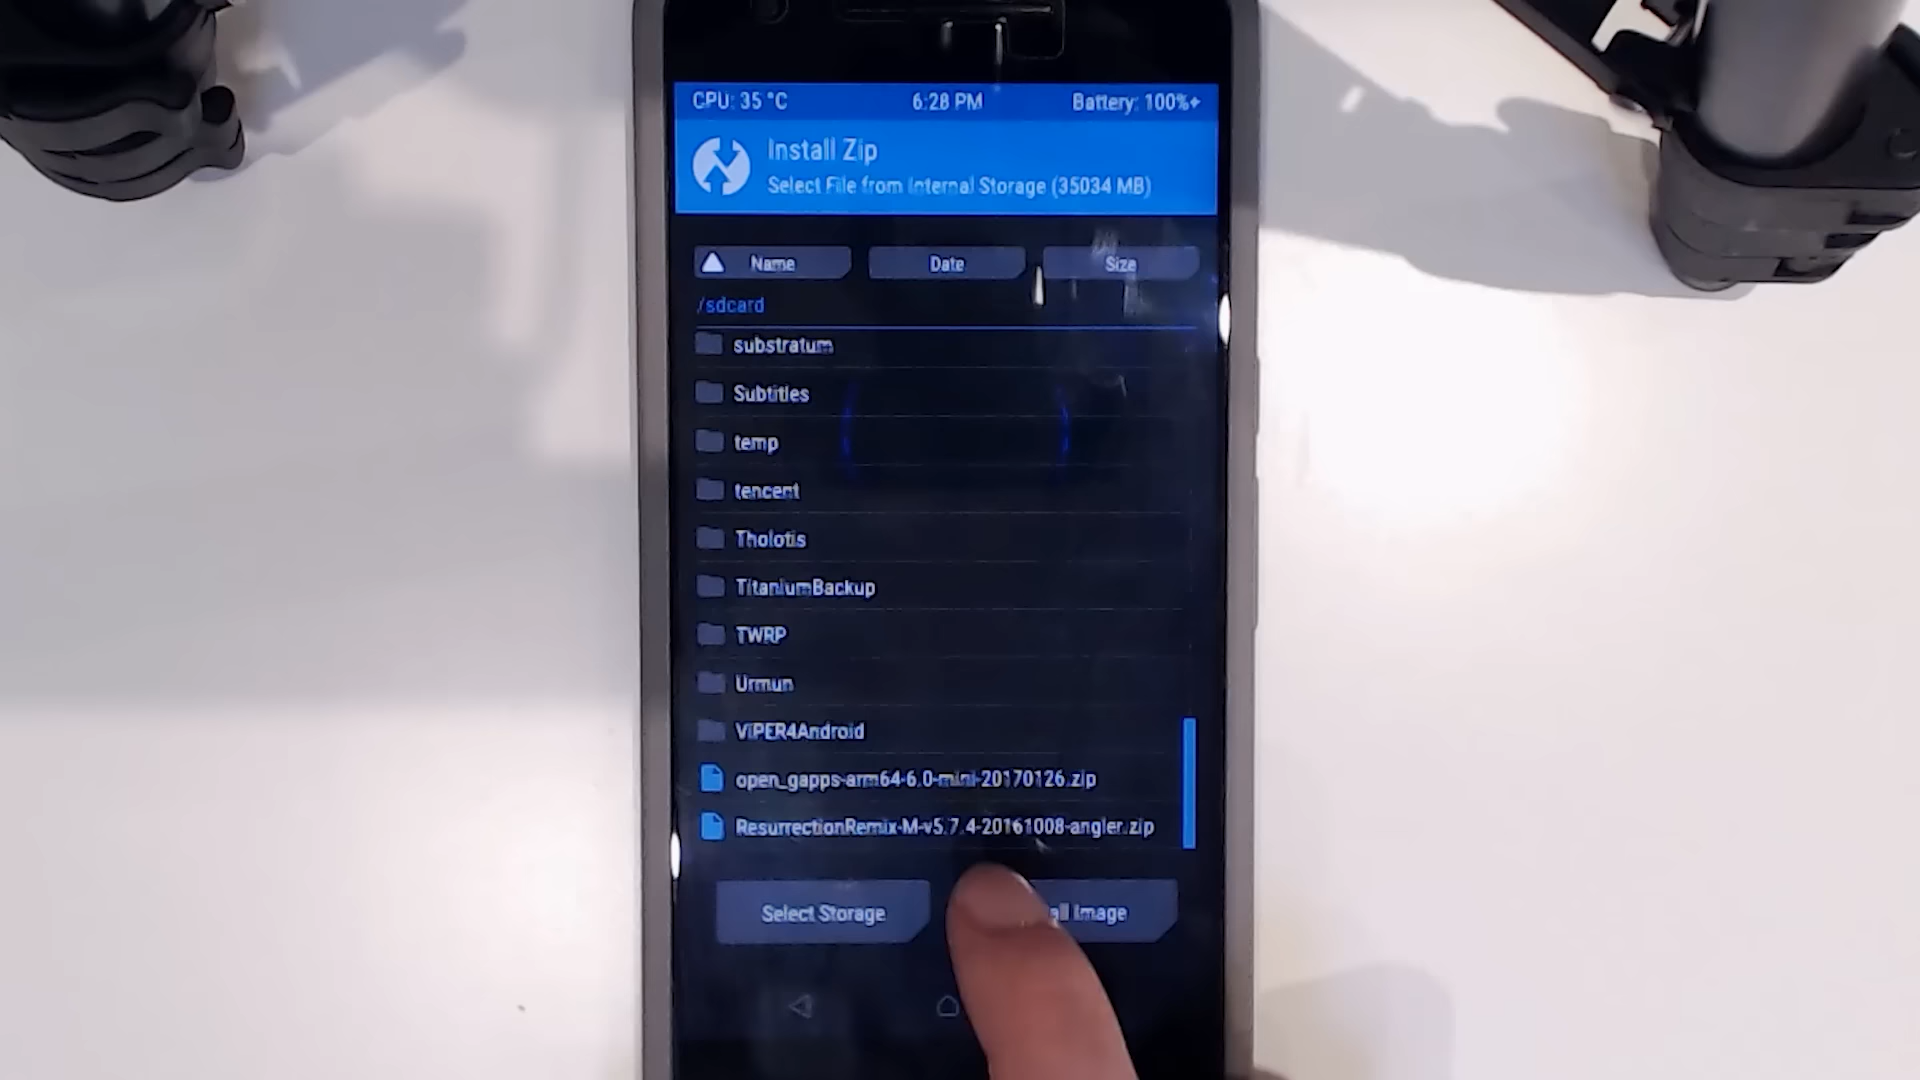 CPU: 35 °C 6:28 PM Battery: 100%+
Install Zip
Select File from Internal Storage (35034 MB)
Name Date Size
/sdcard
substratum
Subtitles
temp
tencent
Tholotis
TitaniumBackup
TWRP
Urmun
ViPER4Android
open_gapps-arm64-6.0-mini-20170126.zip
ResurrectionRemix-M-v5.7.4-20161008-angler.zip
Select Storage all Image